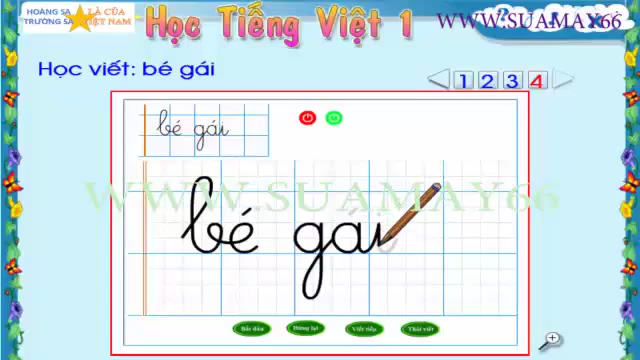 HOÀNG SA LÀ CỦA
TRƯỜNG SA VIỆT NAM
Học Tiếng Việt 1
WWW.SUAMAY66
Học viết: bé gái
1 2 3 4
bé gái
WWW.SUAMAY66
bé gái
Bắt đầu Dừng lại Viết tiếp Thôi viết